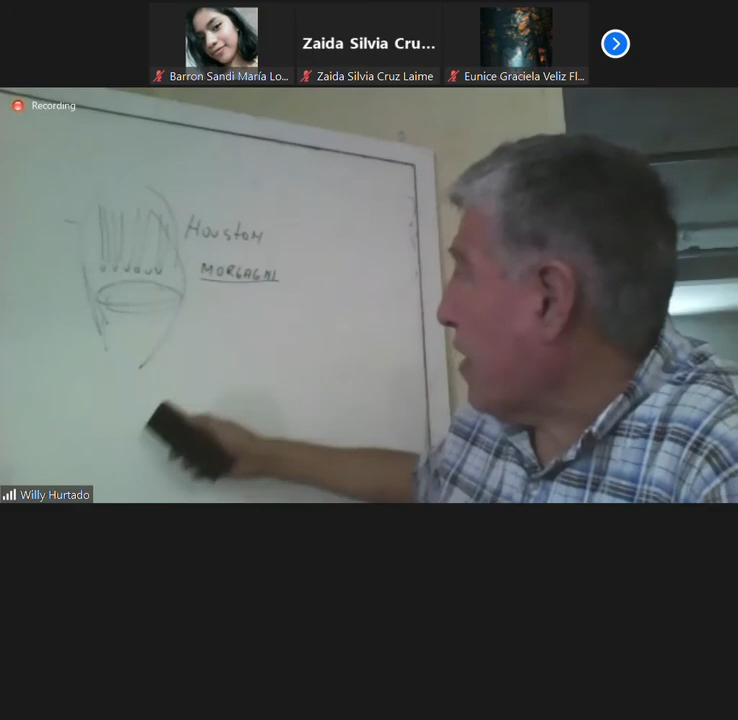 Zaida Silvia Cru...
Barron Sandi María Lo...
Zaida Silvia Cruz Laime
Eunice Graciela Veliz Fl...
Recording
Houston
MORGAGNI
Willy Hurtado